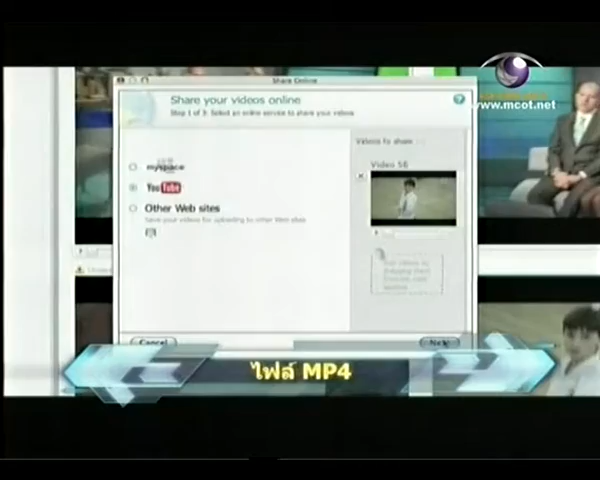 Share Online
Share your videos online
Step 1 of 3: Select an online service to share your videos
www.mcot.net
Videos to share
myspace
Video 56
YouTube
Other Web sites
Save your videos for uploading to other Web sites
Cancel
Next
ไฟล์ MP4